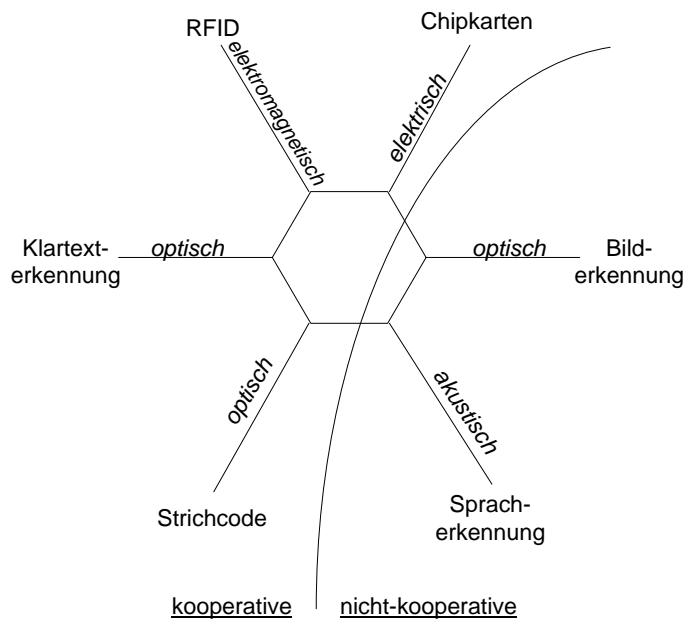 RFID
Chipkarten
elektromagnetisch
elektrisch
Klartext-
erkennung
optisch
optisch
Bild-
erkennung
optisch
akustisch
Strichcode
Sprach-
erkennung
kooperative
nicht-kooperative